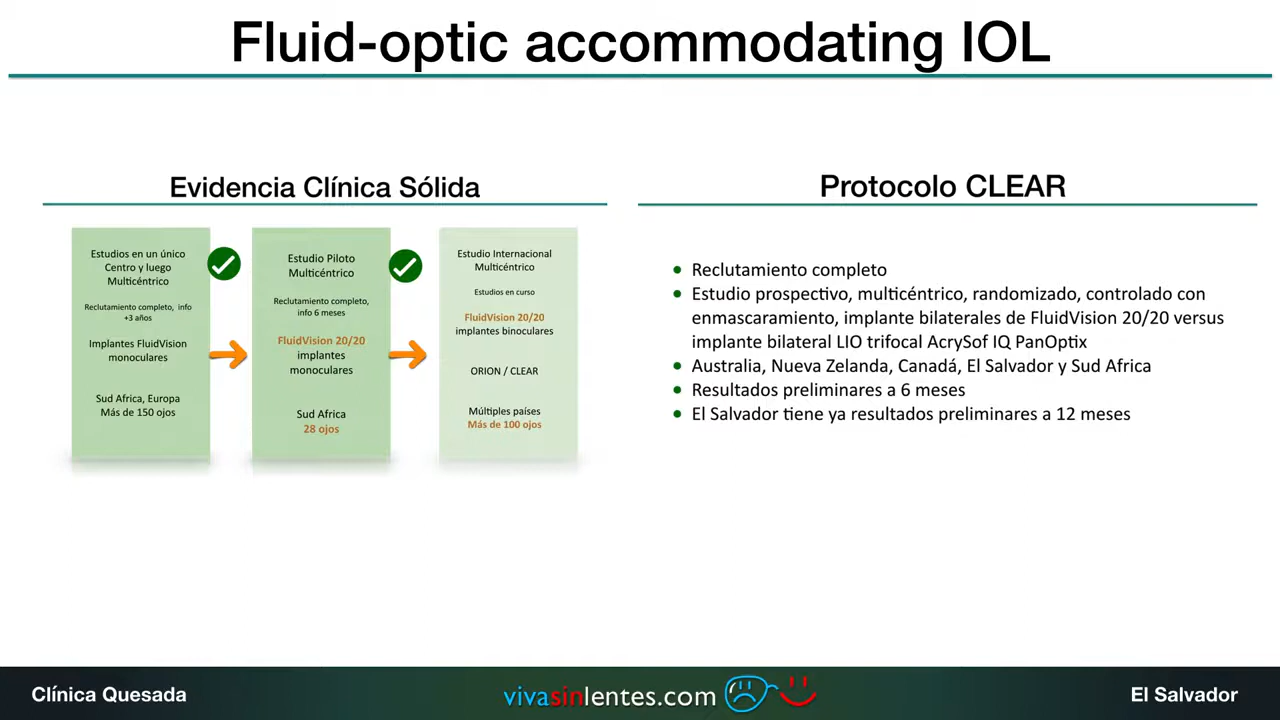 Fluid-optic accommodating IOL
Evidencia Clínica Sólida
Estudios en un único
Centro y luego
Multicéntrico
Reclutamiento completo, info
+3 años
Implantes FluidVision
monoculares
Sud Africa, Europa
Más de 150 ojos
Estudio Piloto
Multicéntrico
Reclutamiento completo,
info 6 meses
FluidVision 20/20
implantes
monoculares
Sud Africa
28 ojos
Estudio Internacional
Multicéntrico
Estudios en curso
FluidVision 20/20
implantes binoculares
ORION / CLEAR
Múltiples países
Más de 100 ojos
Protocolo CLEAR
• Reclutamiento completo
• Estudio prospectivo, multicéntrico, randomizado, controlado con
enmascaramiento, implante bilaterales de FluidVision 20/20 versus
implante bilateral LIO trifocal AcrySof IQ PanOptix
• Australia, Nueva Zelanda, Canadá, El Salvador y Sud Africa
• Resultados preliminares a 6 meses
• El Salvador tiene ya resultados preliminares a 12 meses
Clínica Quesada
vivasinlentes.com
El Salvador